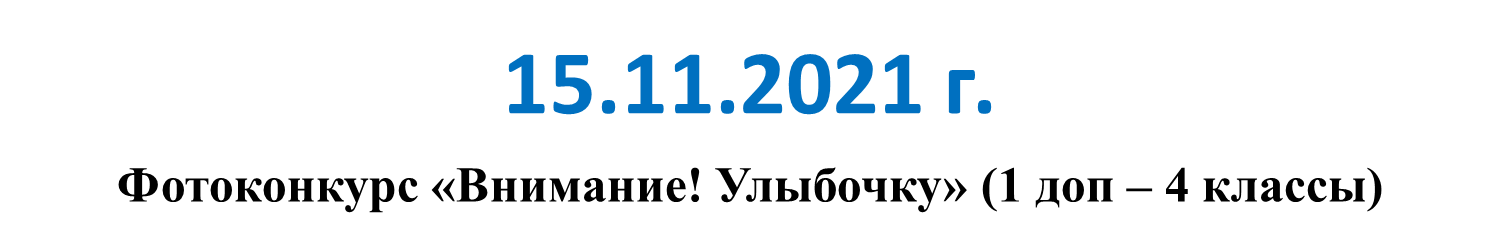 15.11.2021 г.
Фотоконкурс «Внимание! Улыбочку» (1 доп – 4 классы)